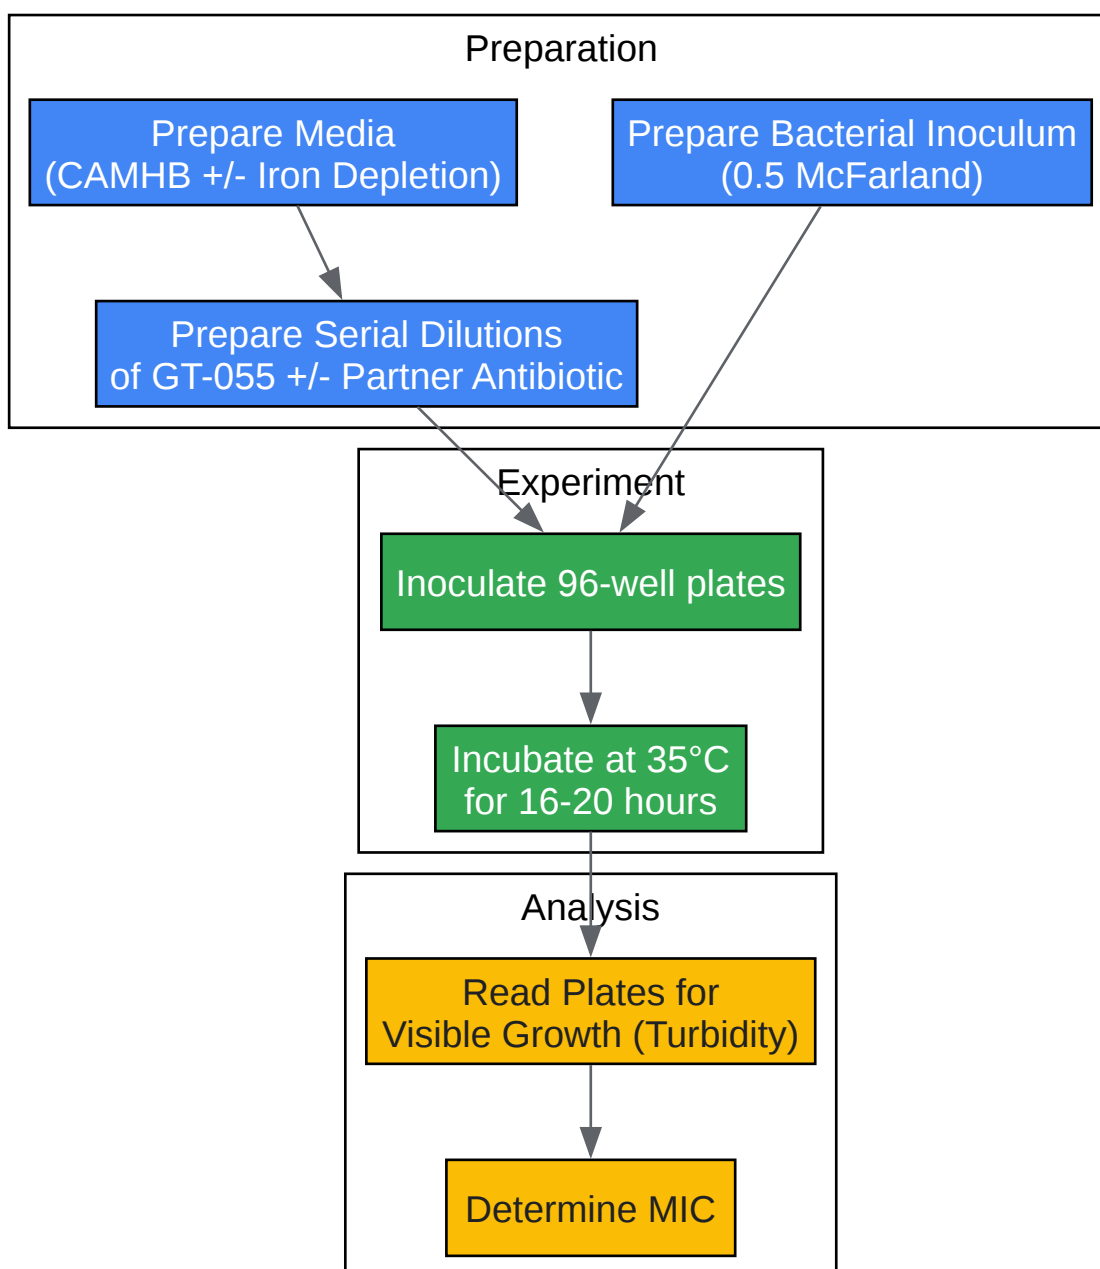 Preparation
Prepare Media
(CAMHB +/- Iron Depletion)
Prepare Bacterial Inoculum
(0.5 McFarland)
Prepare Serial Dilutions
of GT-055 +/- Partner Antibiotic
Experiment
Inoculate 96-well plates
Incubate at 35°C
for 16-20 hours
Analysis
Read Plates for
Visible Growth (Turbidity)
Determine MIC